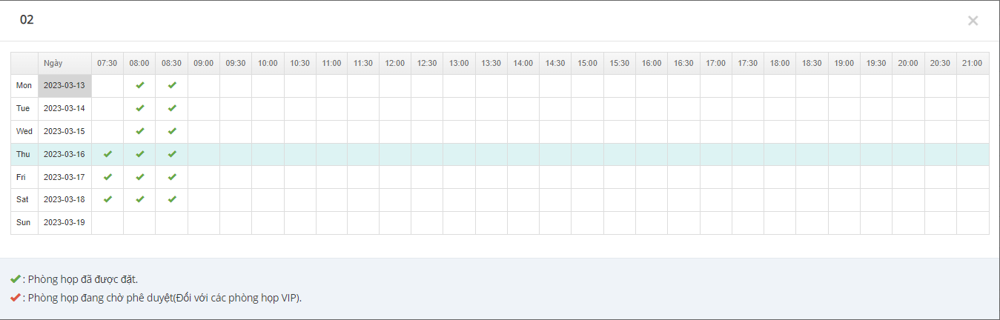 02
Ngày 07:30 08:00 08:30 09:00 09:30 10:00 10:30 11:00 11:30 12:00 12:30 13:00 13:30 14:00 14:30 15:00 15:30 16:00 16:30 17:00 17:30 18:00 18:30 19:00 19:30 20:00 20:30 21:00
Mon 2023-03-13
Tue 2023-03-14
Wed 2023-03-15
Thu 2023-03-16
Fri 2023-03-17
Sat 2023-03-18
Sun 2023-03-19
: Phòng họp đã được đặt.
: Phòng họp đang chờ phê duyệt(Đối với các phòng họp VIP).